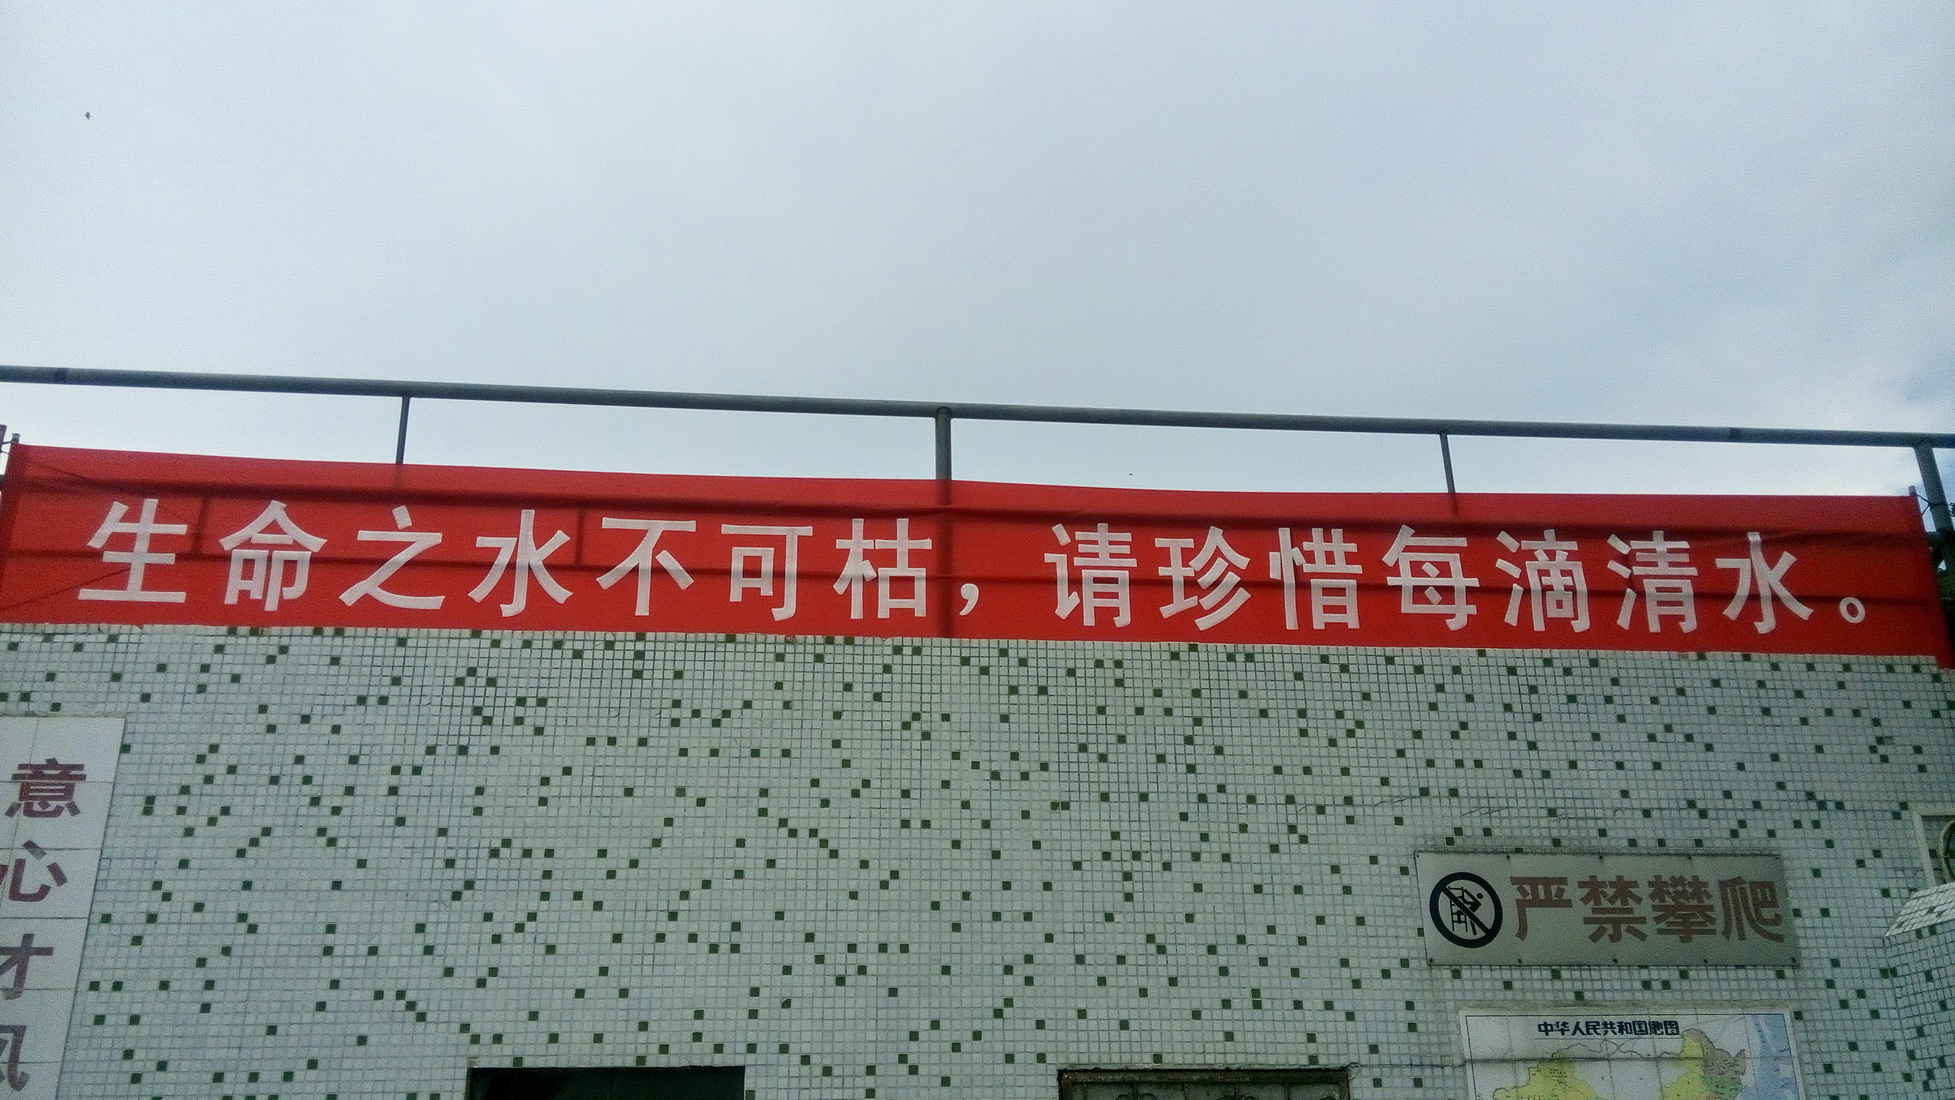 生命之水不可枯，请珍惜每滴清水。
意心才风
严禁攀爬
中华人民共和国地图